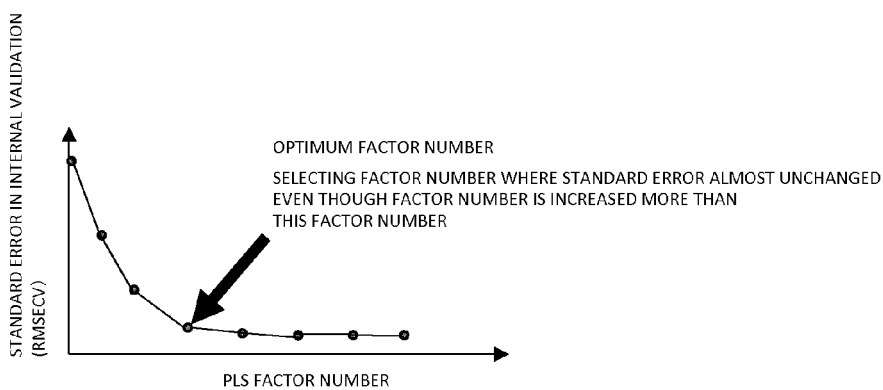 STANDARD ERROR IN INTERNAL VALIDATION
(RMSECV)
OPTIMUM FACTOR NUMBER
SELECTING FACTOR NUMBER WHERE STANDARD ERROR ALMOST UNCHANGED
EVEN THOUGH FACTOR NUMBER IS INCREASED MORE THAN
THIS FACTOR NUMBER
PLS FACTOR NUMBER